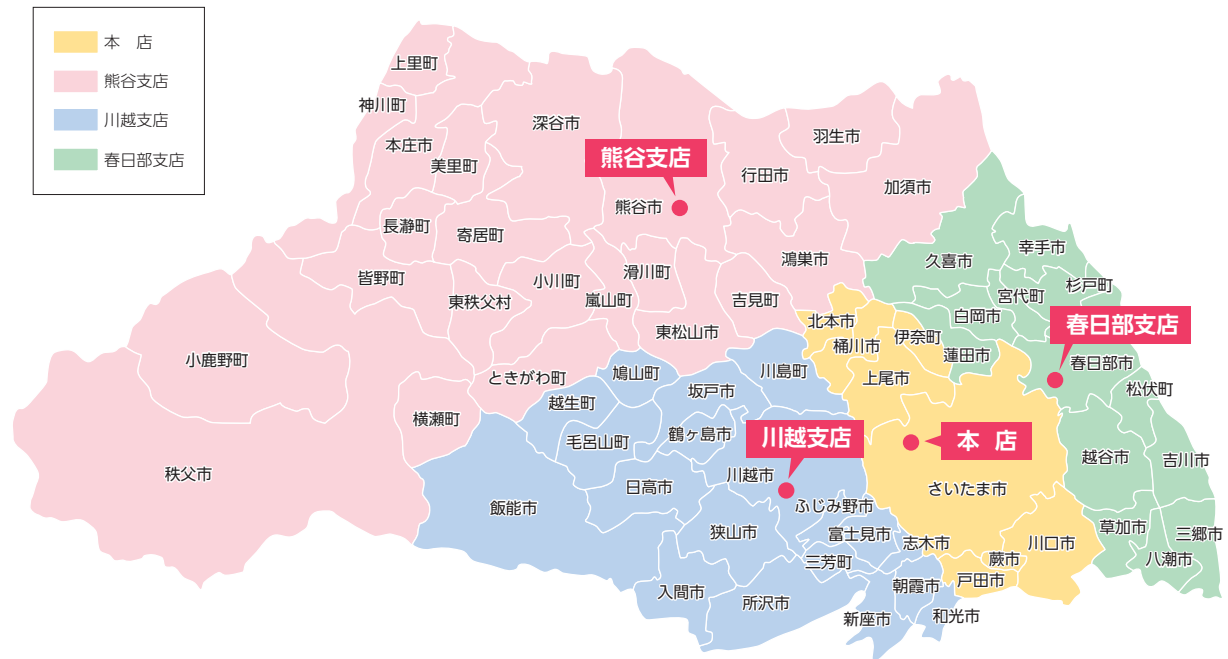 本　店
熊谷支店
川越支店
春日部支店
上里町
神川町
本庄市
美里町
深谷市
熊谷支店
熊谷市
行田市
羽生市
加須市
長瀞町
寄居町
皆野町
東秩父村
小川町
嵐山町
滑川町
吉見町
鴻巣市
東松山市
小鹿野町
ときがわ町
横瀬町
秩父市
久喜市
幸手市
杉戸町
宮代町
白岡市
蓮田市
春日部支店
春日部市
松伏町
越谷市
吉川市
草加市
三郷市
八潮市
北本市
桶川市
伊奈町
上尾市
本　店
さいたま市
川口市
蕨市
戸田市
鳩山町
越生町
毛呂山町
坂戸市
川島町
鶴ヶ島市
川越支店
川越市
日高市
飯能市
ふじみ野市
狭山市
富士見市
志木市
三芳町
入間市
所沢市
朝霞市
新座市
和光市